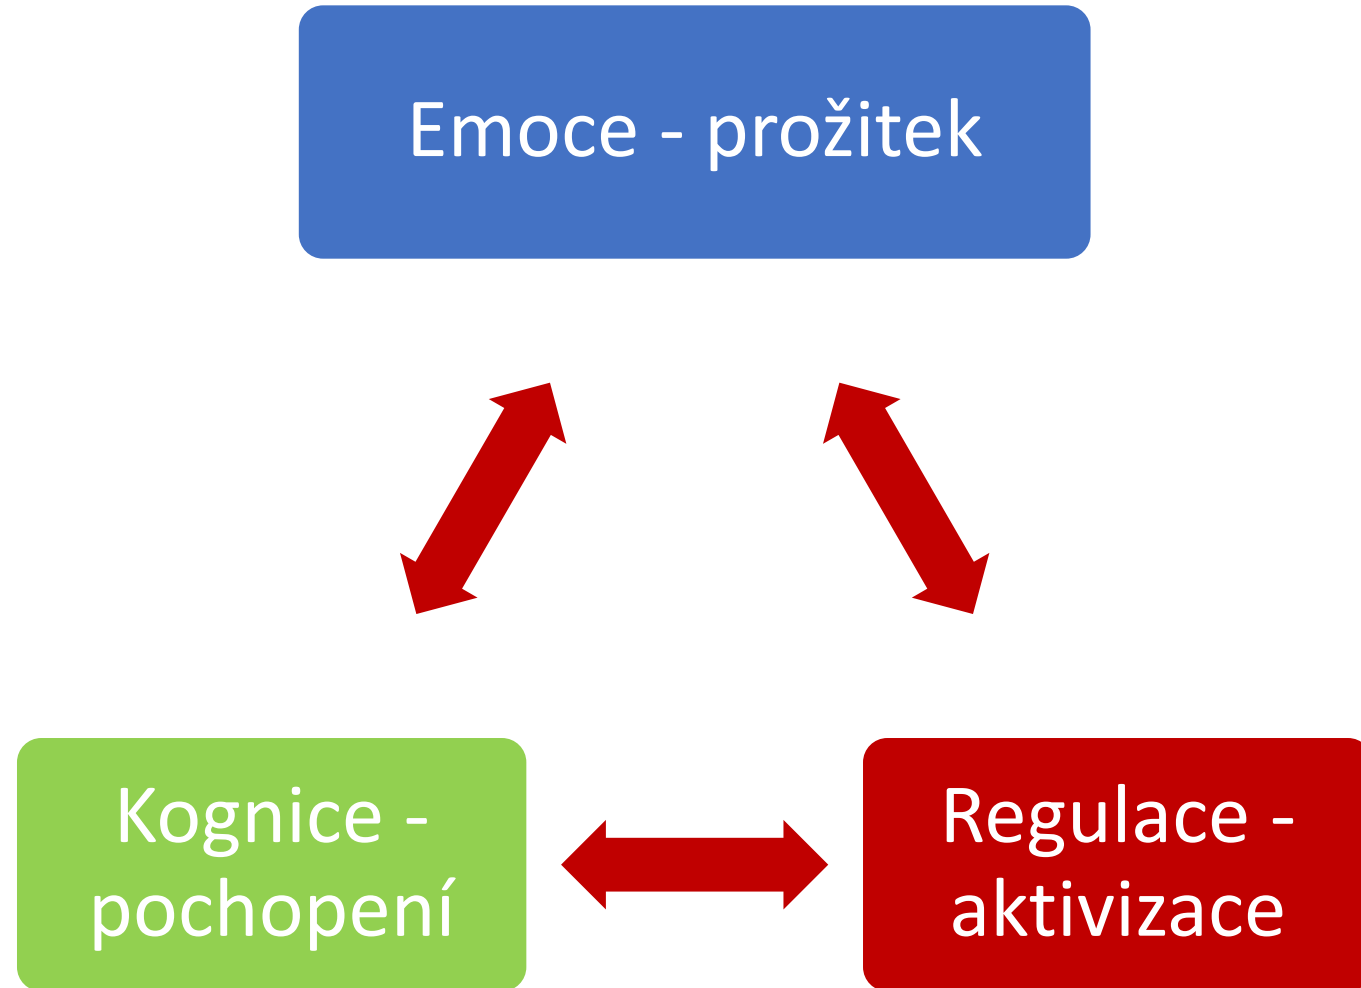 Emoce - prožitek
Kognice -
pochopení
Regulace -
aktivizace